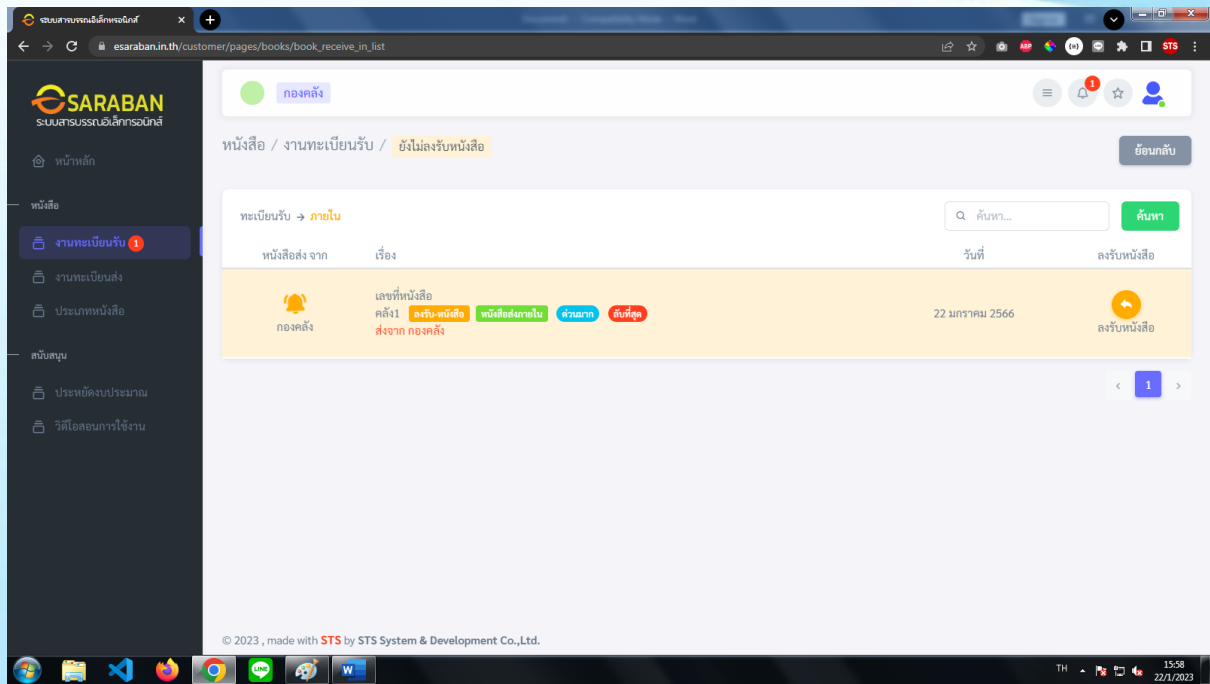 ระบบสารบรรณอิเล็กทรอนิกส์
esaraban.in.th/customer/pages/books/book_receive_in_list
ABP
STS
SARABAN
ระบบสารบรรณอิเล็กทรอนิกส์
หน้าหลัก
หนังสือ
งานทะเบียนรับ 1
งานทะเบียนส่ง
ประเภทหนังสือ
สนับสนุน
ประหยัดงบประมาณ
วิดีโอสอนการใช้งาน
กองคลัง
1
หนังสือ / งานทะเบียนรับ / ยังไม่ลงรับหนังสือ
ย้อนกลับ
ทะเบียนรับ → ภายใน
ค้นหา...
ค้นหา
หนังสือส่ง จาก เรื่อง วันที่ ลงรับหนังสือ
กองคลัง
เลขที่หนังสือ
คลัง1 ลงรับ-หนังสือ หนังสือส่งภายใน ด่วนมาก ลับที่สุด
ส่งจาก กองคลัง
22 มกราคม 2566
ลงรับหนังสือ
‹ 1 ›
© 2023 , made with STS by STS System & Development Co.,Ltd.
LINE
W
TH
15:58
22/1/2023